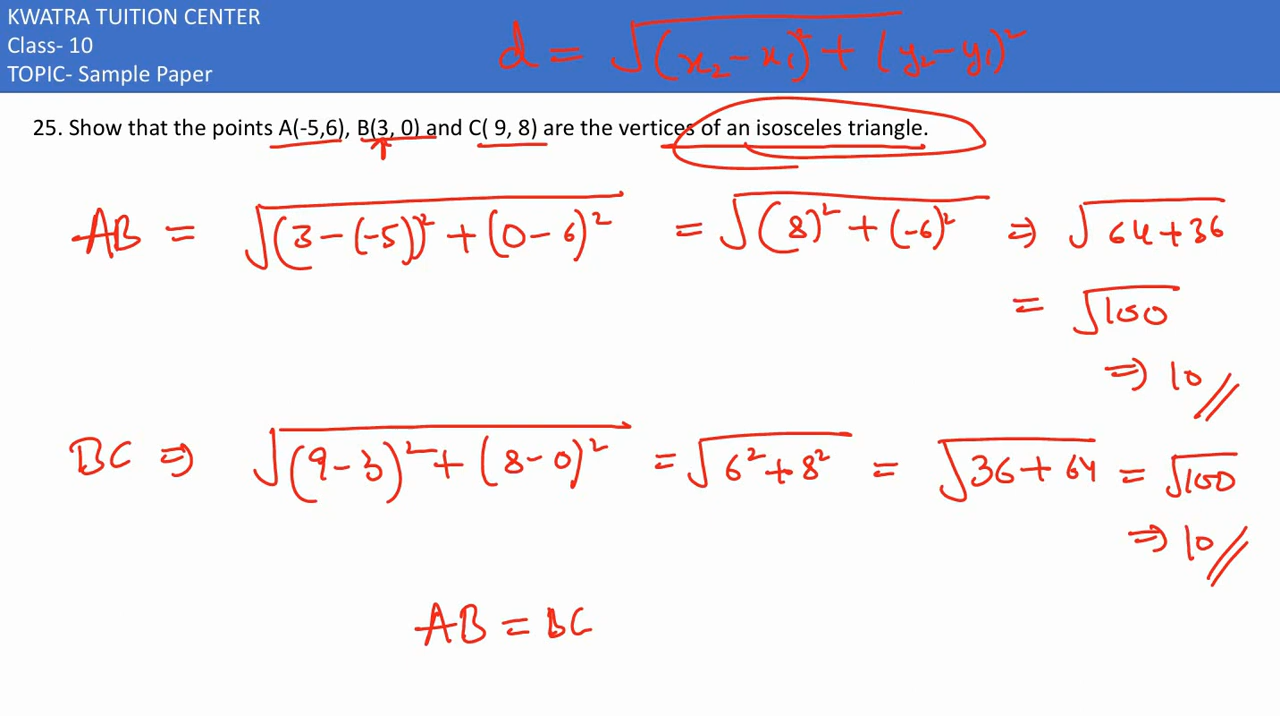 KWATRA TUITION CENTER
Class- 10
TOPIC- Sample Paper
d = √(x₂-x₁)² + (y₂-y₁)²
25. Show that the points A(-5,6), B(3, 0) and C( 9, 8) are the vertices of an isosceles triangle.
AB = √(3-(-5))² + (0-6)² = √(8)² + (-6)² ⇒ √64+36
= √100
⇒ 10 //
BC ⇒ √(9-3)² + (8-0)² = √6² + 8² = √36+64 = √100
⇒ 10 //
AB = BC